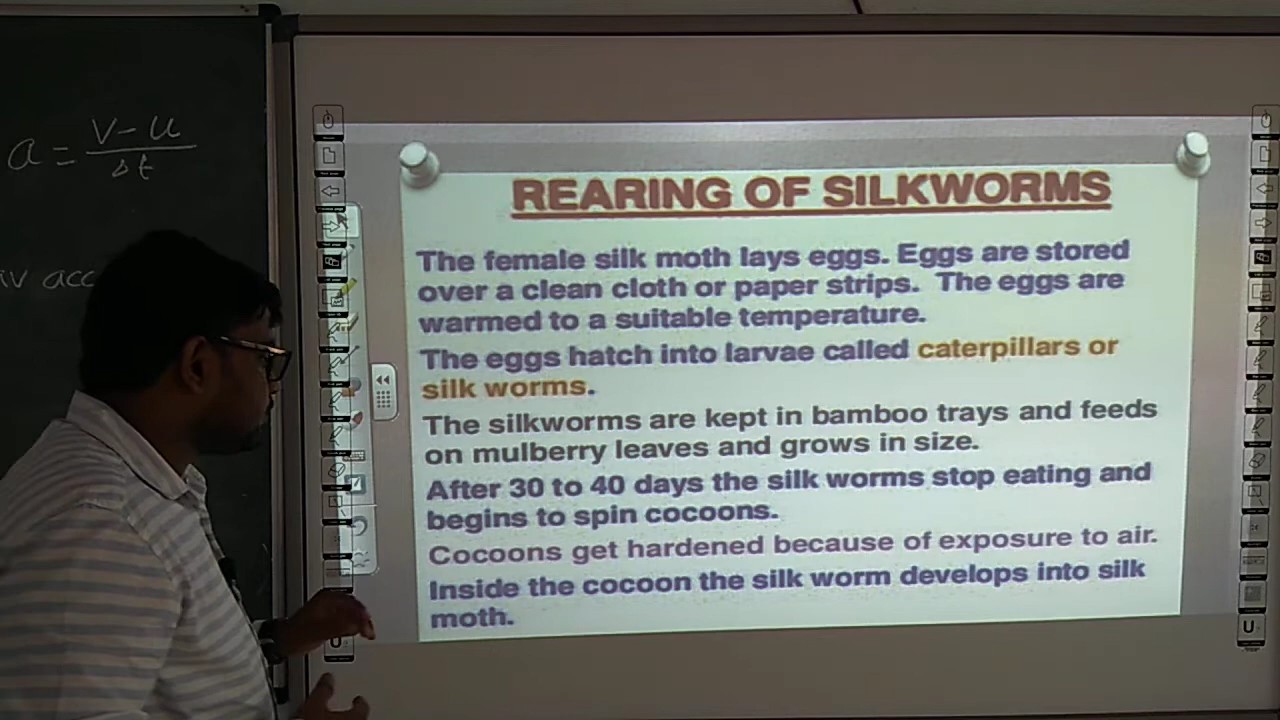 a = v - u
Δt
av acc
REARING OF SILKWORMS
The female silk moth lays eggs. Eggs are stored
over a clean cloth or paper strips. The eggs are
warmed to a suitable temperature.
The eggs hatch into larvae called caterpillars or
silk worms.
The silkworms are kept in bamboo trays and feeds
on mulberry leaves and grows in size.
After 30 to 40 days the silk worms stop eating and
begins to spin cocoons.
Cocoons get hardened because of exposure to air.
Inside the cocoon the silk worm develops into silk
moth.
U
U